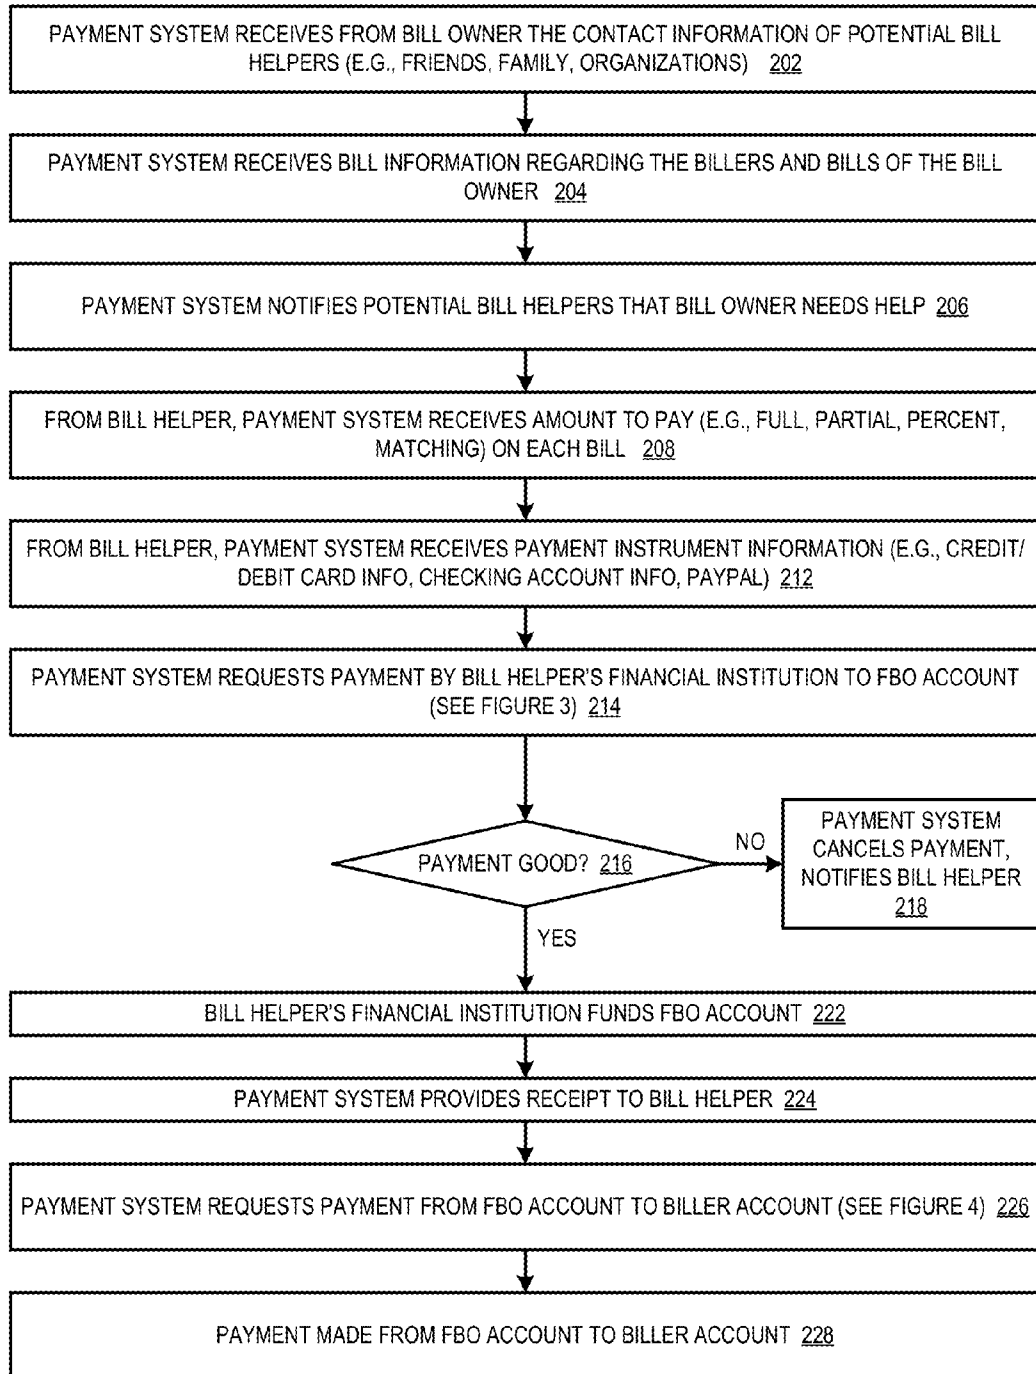 PAYMENT SYSTEM RECEIVES FROM BILL OWNER THE CONTACT INFORMATION OF POTENTIAL BILL
HELPERS (E.G., FRIENDS, FAMILY, ORGANIZATIONS) 202
PAYMENT SYSTEM RECEIVES BILL INFORMATION REGARDING THE BILLERS AND BILLS OF THE BILL
OWNER 204
PAYMENT SYSTEM NOTIFIES POTENTIAL BILL HELPERS THAT BILL OWNER NEEDS HELP 206
FROM BILL HELPER, PAYMENT SYSTEM RECEIVES AMOUNT TO PAY (E.G., FULL, PARTIAL, PERCENT,
MATCHING) ON EACH BILL 208
FROM BILL HELPER, PAYMENT SYSTEM RECEIVES PAYMENT INSTRUMENT INFORMATION (E.G., CREDIT/
DEBIT CARD INFO, CHECKING ACCOUNT INFO, PAYPAL) 212
PAYMENT SYSTEM REQUESTS PAYMENT BY BILL HELPER'S FINANCIAL INSTITUTION TO FBO ACCOUNT
(SEE FIGURE 3) 214
PAYMENT GOOD? 216
NO
PAYMENT SYSTEM
CANCELS PAYMENT,
NOTIFIES BILL HELPER
218
YES
BILL HELPER'S FINANCIAL INSTITUTION FUNDS FBO ACCOUNT 222
PAYMENT SYSTEM PROVIDES RECEIPT TO BILL HELPER 224
PAYMENT SYSTEM REQUESTS PAYMENT FROM FBO ACCOUNT TO BILLER ACCOUNT (SEE FIGURE 4) 226
PAYMENT MADE FROM FBO ACCOUNT TO BILLER ACCOUNT 228